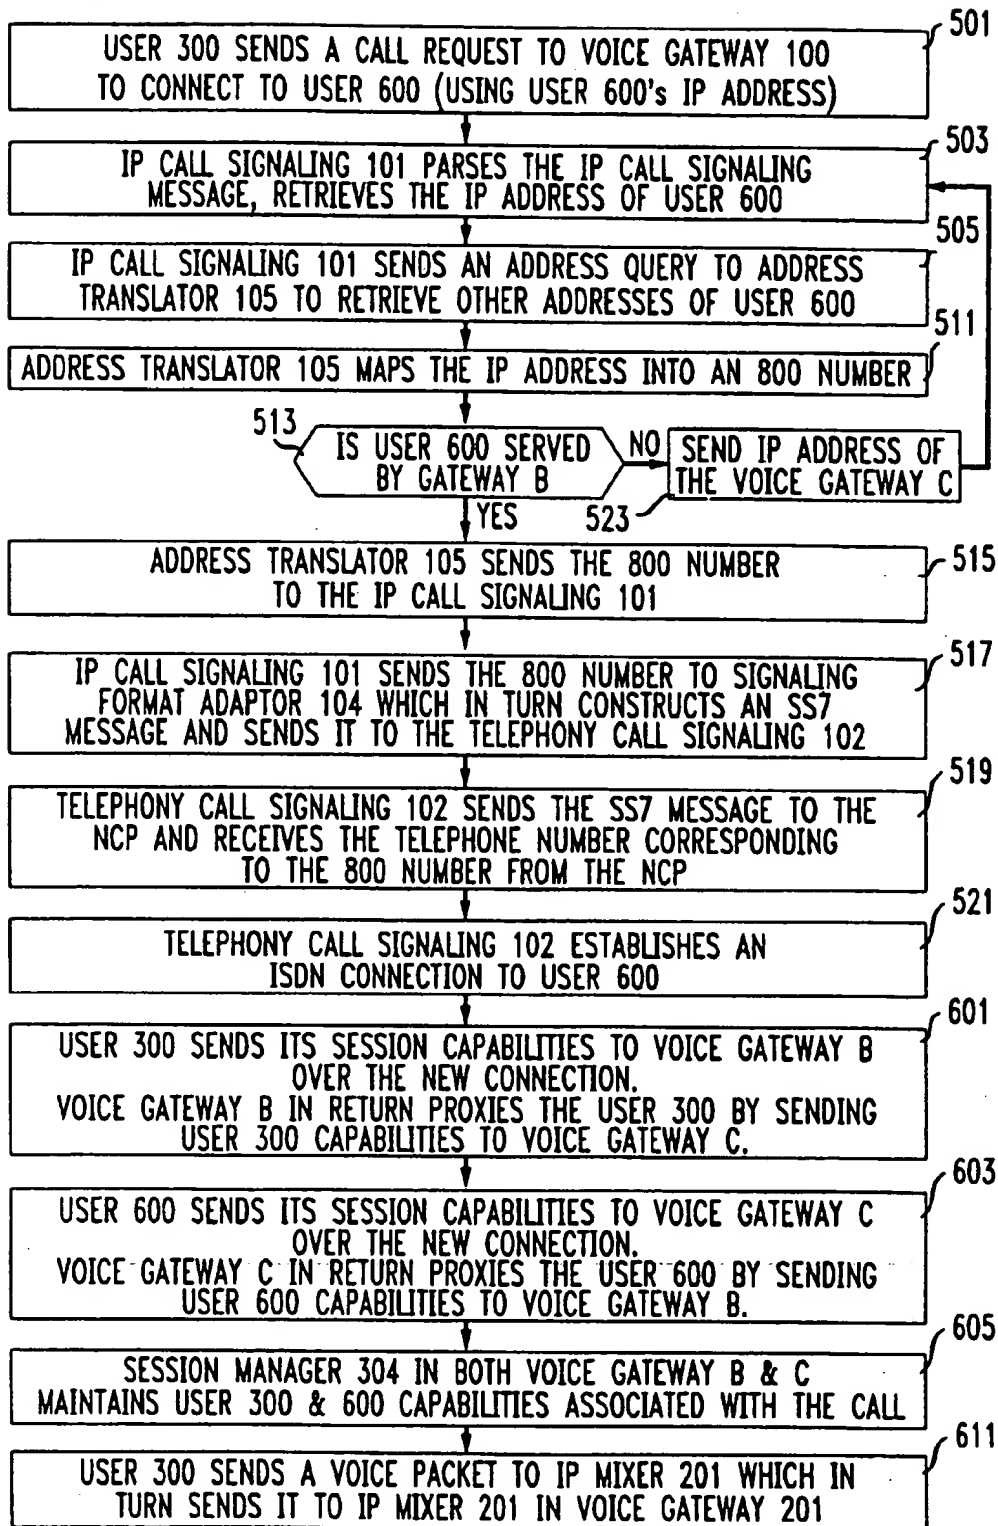 501
USER 300 SENDS A CALL REQUEST TO VOICE GATEWAY 100
TO CONNECT TO USER 600 (USING USER 600's IP ADDRESS)
503
IP CALL SIGNALING 101 PARSES THE IP CALL SIGNALING
MESSAGE, RETRIEVES THE IP ADDRESS OF USER 600
505
IP CALL SIGNALING 101 SENDS AN ADDRESS QUERY TO ADDRESS
TRANSLATOR 105 TO RETRIEVE OTHER ADDRESSES OF USER 600
511
ADDRESS TRANSLATOR 105 MAPS THE IP ADDRESS INTO AN 800 NUMBER
513
IS USER 600 SERVED
BY GATEWAY B
NO
SEND IP ADDRESS OF
THE VOICE GATEWAY C
523
YES
515
ADDRESS TRANSLATOR 105 SENDS THE 800 NUMBER
TO THE IP CALL SIGNALING 101
517
IP CALL SIGNALING 101 SENDS THE 800 NUMBER TO SIGNALING
FORMAT ADAPTOR 104 WHICH IN TURN CONSTRUCTS AN SS7
MESSAGE AND SENDS IT TO THE TELEPHONY CALL SIGNALING 102
519
TELEPHONY CALL SIGNALING 102 SENDS THE SS7 MESSAGE TO THE
NCP AND RECEIVES THE TELEPHONE NUMBER CORRESPONDING
TO THE 800 NUMBER FROM THE NCP
521
TELEPHONY CALL SIGNALING 102 ESTABLISHES AN
ISDN CONNECTION TO USER 600
601
USER 300 SENDS ITS SESSION CAPABILITIES TO VOICE GATEWAY B
OVER THE NEW CONNECTION.
VOICE GATEWAY B IN RETURN PROXIES THE USER 300 BY SENDING
USER 300 CAPABILITIES TO VOICE GATEWAY C.
603
USER 600 SENDS ITS SESSION CAPABILITIES TO VOICE GATEWAY C
OVER THE NEW CONNECTION.
VOICE GATEWAY C IN RETURN PROXIES THE USER 600 BY SENDING
USER 600 CAPABILITIES TO VOICE GATEWAY B.
605
SESSION MANAGER 304 IN BOTH VOICE GATEWAY B & C
MAINTAINS USER 300 & 600 CAPABILITIES ASSOCIATED WITH THE CALL
611
USER 300 SENDS A VOICE PACKET TO IP MIXER 201 WHICH IN
TURN SENDS IT TO IP MIXER 201 IN VOICE GATEWAY 201